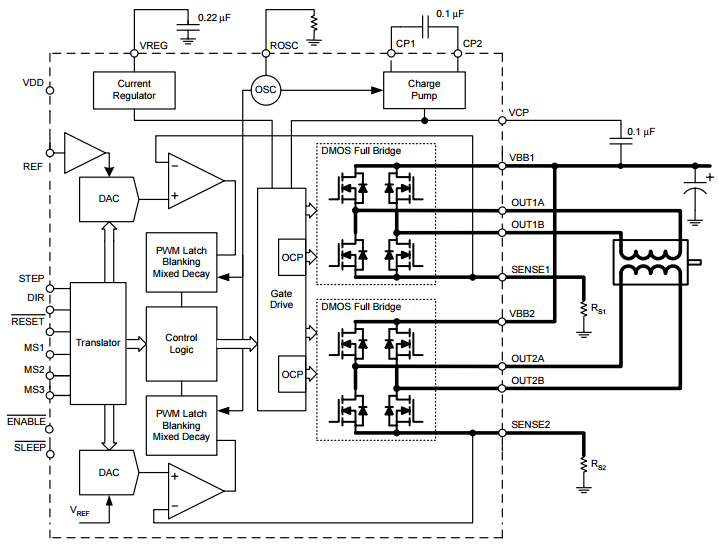 0.22 µF
0.1 µF
VREG
ROSC
CP1
CP2
VDD
Current
Regulator
OSC
Charge
Pump
VCP
0.1 µF
REF
DAC
DMOS Full Bridge
VBB1
OUT1A
OUT1B
PWM Latch
Blanking
Mixed Decay
OCP
SENSE1
STEP
DIR
RESET
MS1
MS2
MS3
Translator
Control
Logic
Gate
Drive
DMOS Full Bridge
RS1
VBB2
OUT2A
OCP
OUT2B
ENABLE
SLEEP
PWM Latch
Blanking
Mixed Decay
SENSE2
DAC
RS2
VREF